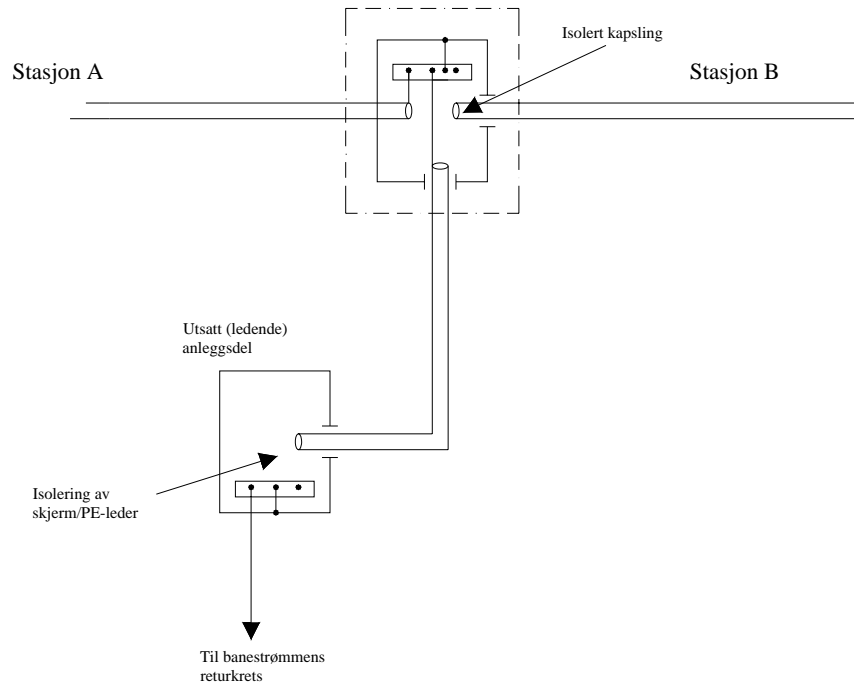 Isolert kapsling
Stasjon A
Stasjon B
Utsatt (ledende)
anleggsdel
Isolering av
skjerm/PE-leder
Til banestrømmens
returkrets